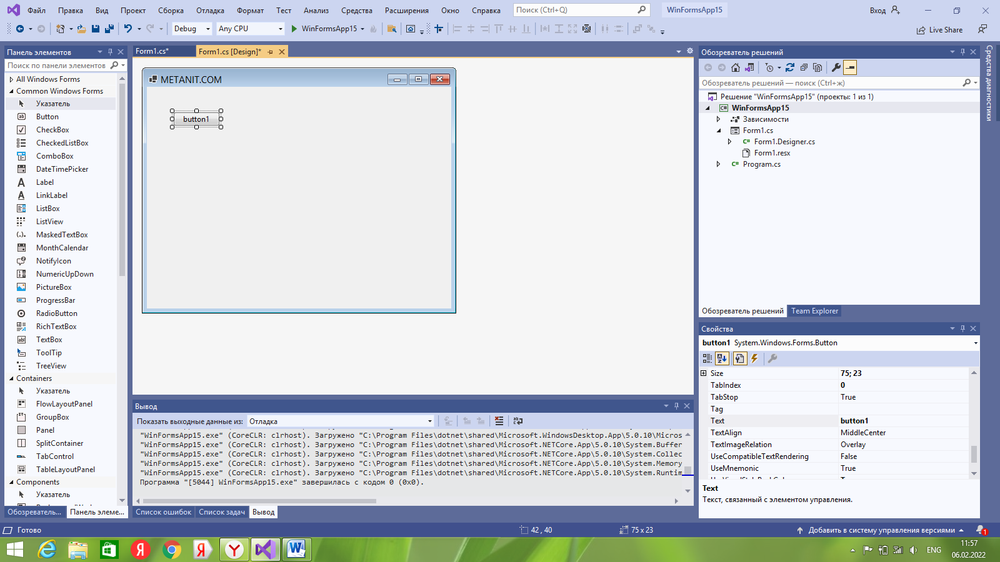 Файл Правка Вид Проект Сборка Отладка Формат Тест Анализ Средства Расширения Окно Справка Поиск (Ctrl+Q) WinFormsApp15 Вход
Debug Any CPU WinFormsApp15 Live Share
Панель элементов
Поиск по панели элементов
All Windows Forms
Common Windows Forms
Указатель
Button
CheckBox
CheckedListBox
ComboBox
DateTimePicker
Label
LinkLabel
ListBox
ListView
MaskedTextBox
MonthCalendar
NotifyIcon
NumericUpDown
PictureBox
ProgressBar
RadioButton
RichTextBox
TextBox
ToolTip
TreeView
Containers
Указатель
FlowLayoutPanel
GroupBox
Panel
SplitContainer
TabControl
TableLayoutPanel
Components
Указатель
Обозреватель... Панель элеме...
Form1.cs* Form1.cs [Design]*
METANIT.COM
button1
Вывод
Показать выходные данные из: Отладка
"WinFormsApp15.exe" (CoreCLR: clrhost). Загружено "C:\Program Files\dotnet\shared\Microsoft.WindowsDesktop.App\5.0.10\Micros
"WinFormsApp15.exe" (CoreCLR: clrhost). Загружено "C:\Program Files\dotnet\shared\Microsoft.NETCore.App\5.0.10\System.Buffer
"WinFormsApp15.exe" (CoreCLR: clrhost). Загружено "C:\Program Files\dotnet\shared\Microsoft.NETCore.App\5.0.10\System.Collec
"WinFormsApp15.exe" (CoreCLR: clrhost). Загружено "C:\Program Files\dotnet\shared\Microsoft.NETCore.App\5.0.10\System.Memory
"WinFormsApp15.exe" (CoreCLR: clrhost). Загружено "C:\Program Files\dotnet\shared\Microsoft.NETCore.App\5.0.10\System.Runtim
Программа "[5044] WinFormsApp15.exe" завершилась с кодом 0 (0x0).
Список ошибок Список задач Вывод
Обозреватель решений
Обозреватель решений — поиск (Ctrl+ж)
Решение "WinFormsApp15" (проекты: 1 из 1)
C# WinFormsApp15
Зависимости
Form1.cs
C# Form1.Designer.cs
Form1.resx
C# Program.cs
Обозреватель решений Team Explorer
Свойства
button1 System.Windows.Forms.Button
Size 75; 23
TabIndex 0
TabStop True
Tag
Text button1
TextAlign MiddleCenter
TextImageRelation Overlay
UseCompatibleTextRendering False
UseMnemonic True
Text
Текст, связанный с элементом управления.
Средства диагностики
Готово 42 , 40 75 x 23 Добавить в систему управления версиями 1
ENG 11:57
06.02.2022